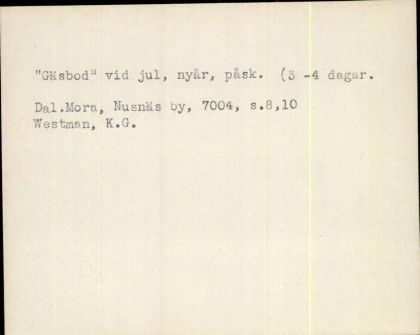 "Gäsbod" vid jul, nyår, påsk. (3 -4 dagar.
Dal.Mora, Nusnäs by, 7004, s.8,10
Westman, K.G.